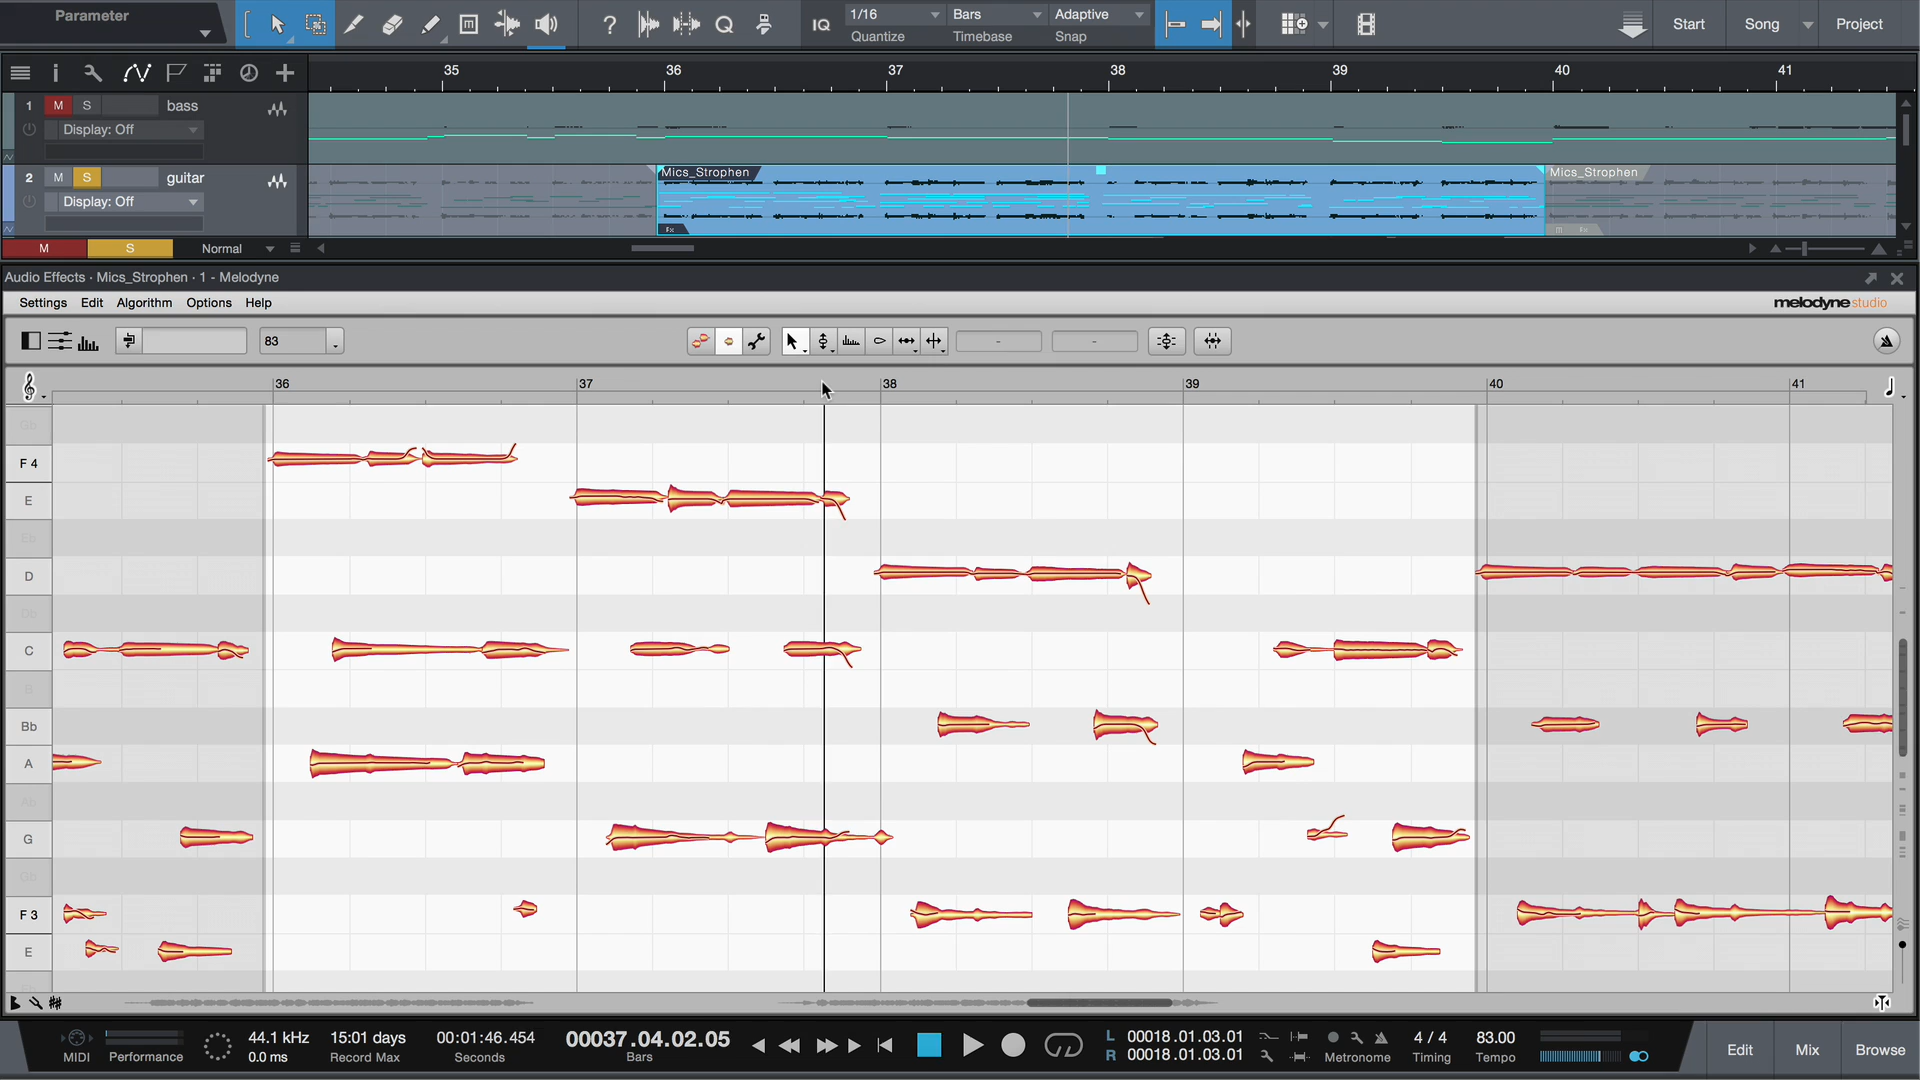 Parameter
IQ
1/16
Quantize
Bars
Timebase
Adaptive
Snap
Start
Song
Project
35
36
37
38
39
40
41
1
M
S
bass
Display: Off
2
M
S
guitar
Display: Off
Mics_Strophen
Mics_Strophen
Fx
M
S
Normal
Audio Effects · Mics_Strophen · 1 - Melodyne
Settings
Edit
Algorithm
Options
Help
melodyne studio
83
-
-
36
37
38
39
40
41
Gb
F 4
E
Eb
D
Db
C
B
Bb
A
Ab
G
Gb
F 3
E
MIDI
Performance
44.1 kHz
0.0 ms
15:01 days
Record Max
00:01:46.454
Seconds
00037.04.02.05
Bars
L 00018.01.03.01
R 00018.01.03.01
Metronome
4 / 4
Timing
83.00
Tempo
Edit
Mix
Browse